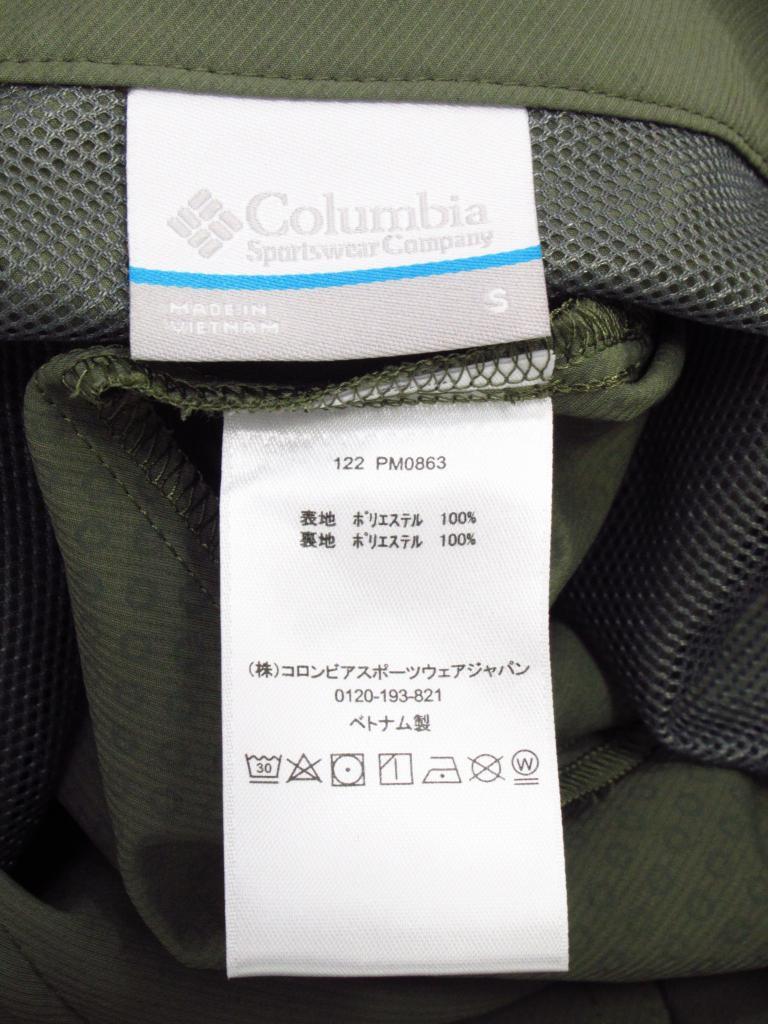 Columbia
Sportswear Company
MADE IN
VIETNAM
S
122 PM0863
表地 ポリエステル 100%
裏地 ポリエステル 100%
(株)コロンビアスポーツウェアジャパン
0120-193-821
ベトナム製
30
W